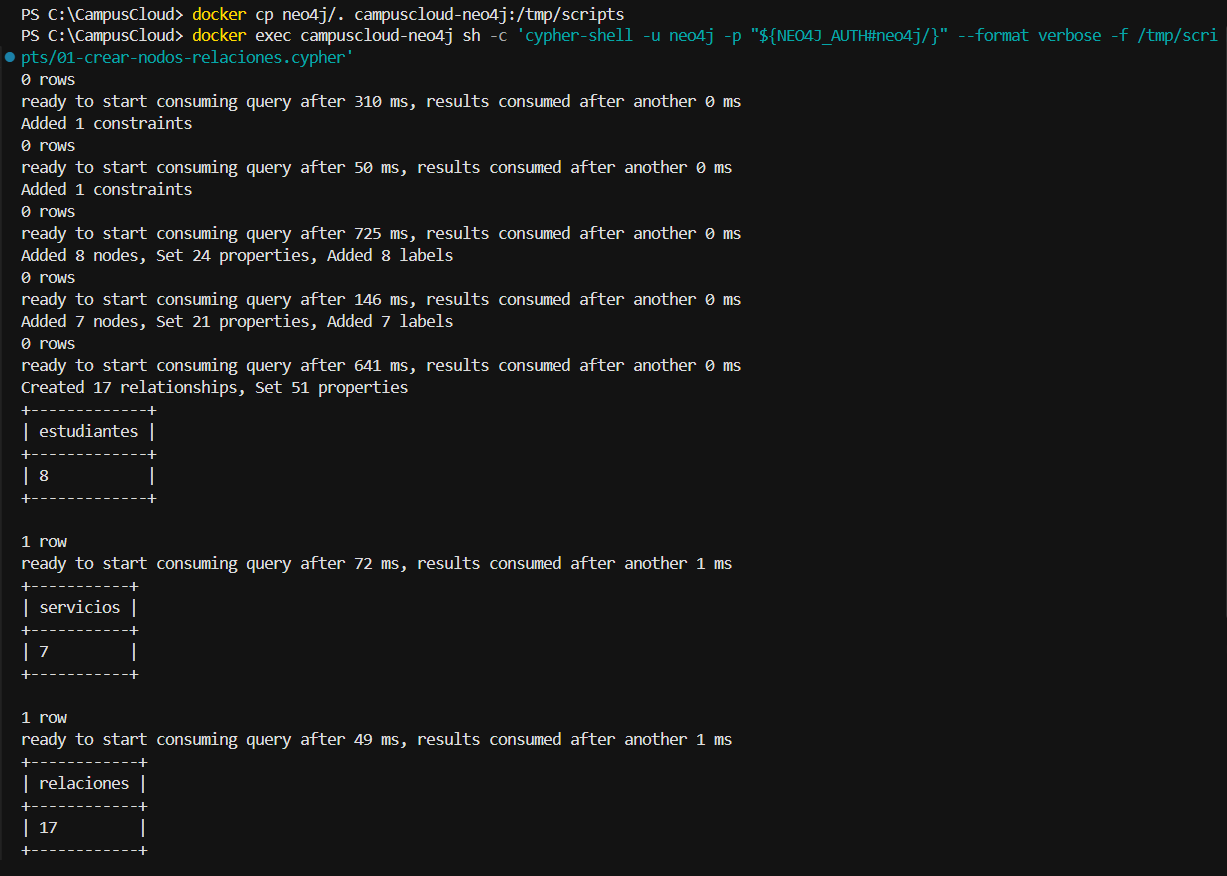 PS C:\CampusCloud> docker cp neo4j/. campuscloud-neo4j:/tmp/scripts
PS C:\CampusCloud> docker exec campuscloud-neo4j sh -c 'cypher-shell -u neo4j -p "${NEO4J_AUTH#neo4j/}" --format verbose -f /tmp/scri
pts/01-crear-nodos-relaciones.cypher'
0 rows
ready to start consuming query after 310 ms, results consumed after another 0 ms
Added 1 constraints
0 rows
ready to start consuming query after 50 ms, results consumed after another 0 ms
Added 1 constraints
0 rows
ready to start consuming query after 725 ms, results consumed after another 0 ms
Added 8 nodes, Set 24 properties, Added 8 labels
0 rows
ready to start consuming query after 146 ms, results consumed after another 0 ms
Added 7 nodes, Set 21 properties, Added 7 labels
0 rows
ready to start consuming query after 641 ms, results consumed after another 0 ms
Created 17 relationships, Set 51 properties
+-------------+
| estudiantes |
+-------------+
| 8           |
+-------------+

1 row
ready to start consuming query after 72 ms, results consumed after another 1 ms
+-----------+
| servicios |
+-----------+
| 7         |
+-----------+

1 row
ready to start consuming query after 49 ms, results consumed after another 1 ms
+------------+
| relaciones |
+------------+
| 17         |
+------------+